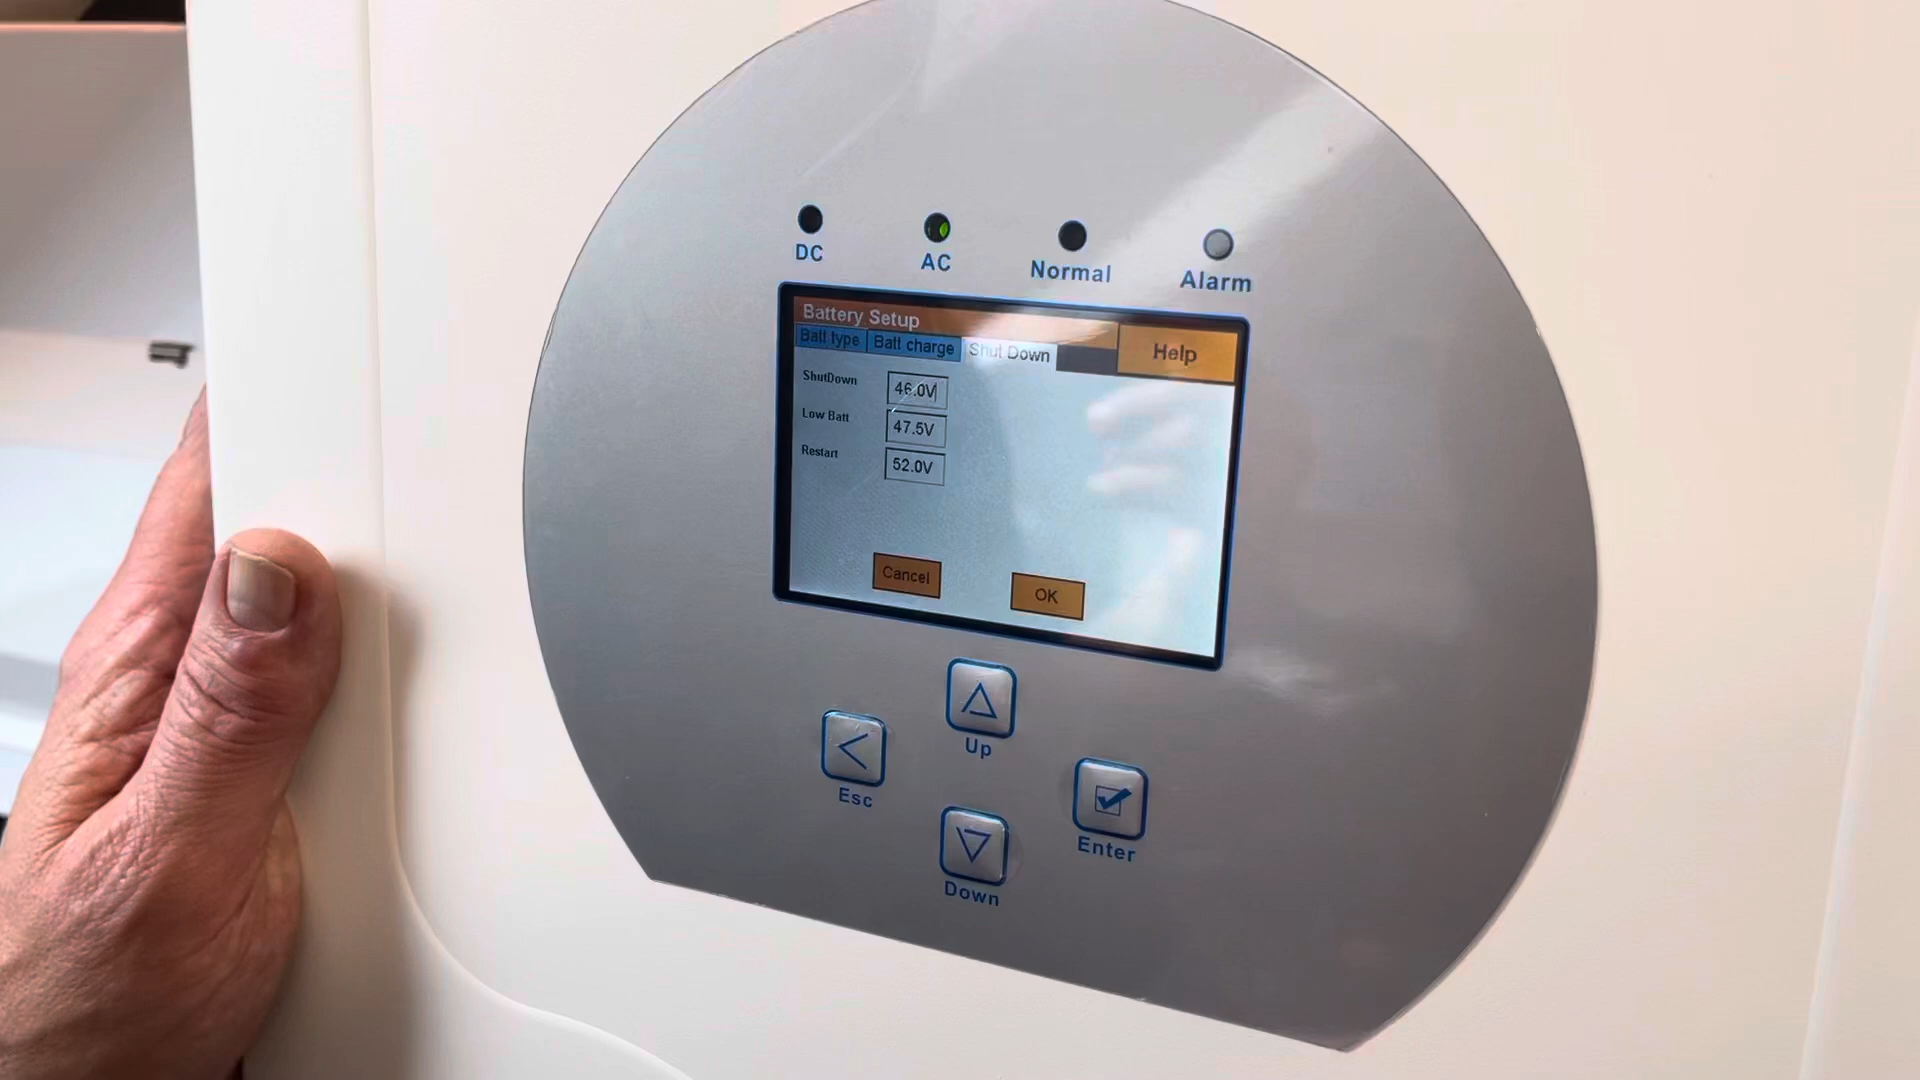 DC AC Normal Alarm
Battery Setup
Batt type Batt charge Shut Down Help
ShutDown 46.0V
Low Batt 47.5V
Restart 52.0V
Cancel OK
Up
Esc
Enter
Down